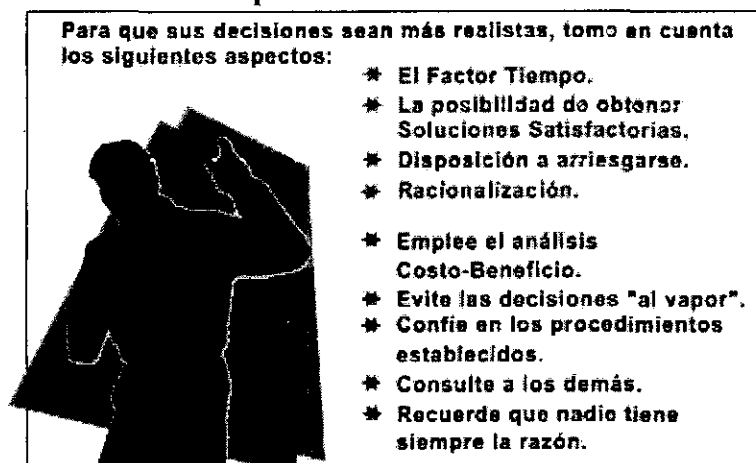 Para que sus decisiones sean más realistas, tome en cuenta
los siguientes aspectos:
* El Factor Tiempo.
* La posibilidad de obtener
Soluciones Satisfactorias.
* Disposición a arriesgarse.
* Racionalización.
* Emplee el análisis
Costo-Beneficio.
* Evite las decisiones "al vapor".
* Confíe en los procedimientos
establecidos.
* Consulte a los demás.
* Recuerde que nadie tiene
siempre la razón.